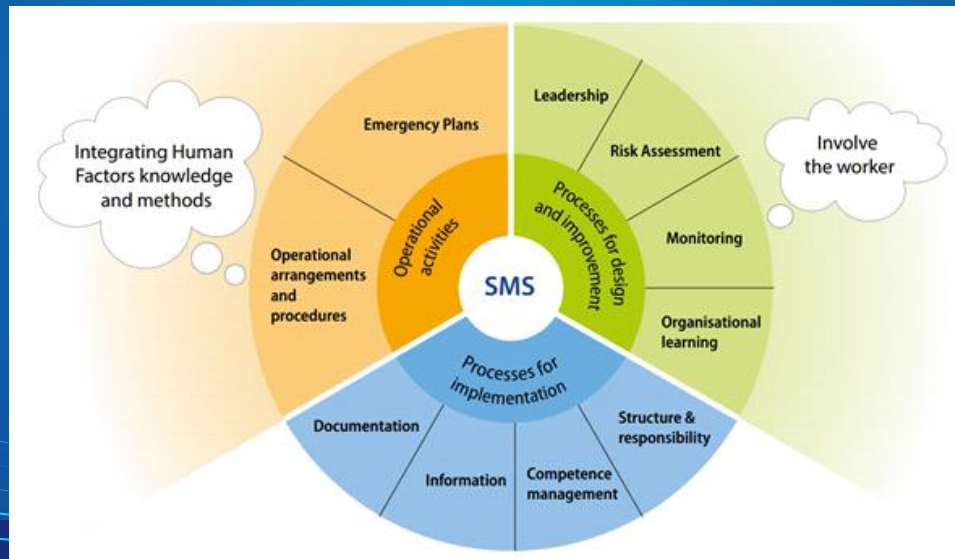 Integrating Human
Factors knowledge
and methods
Emergency Plans
Operational
arrangements
and
procedures
Operational
activities
SMS
Leadership
Risk Assessment
Monitoring
Organisational
learning
Processes for design
and improvement
Involve
the worker
Processes for
implementation
Documentation
Information
Competence
management
Structure &
responsibility